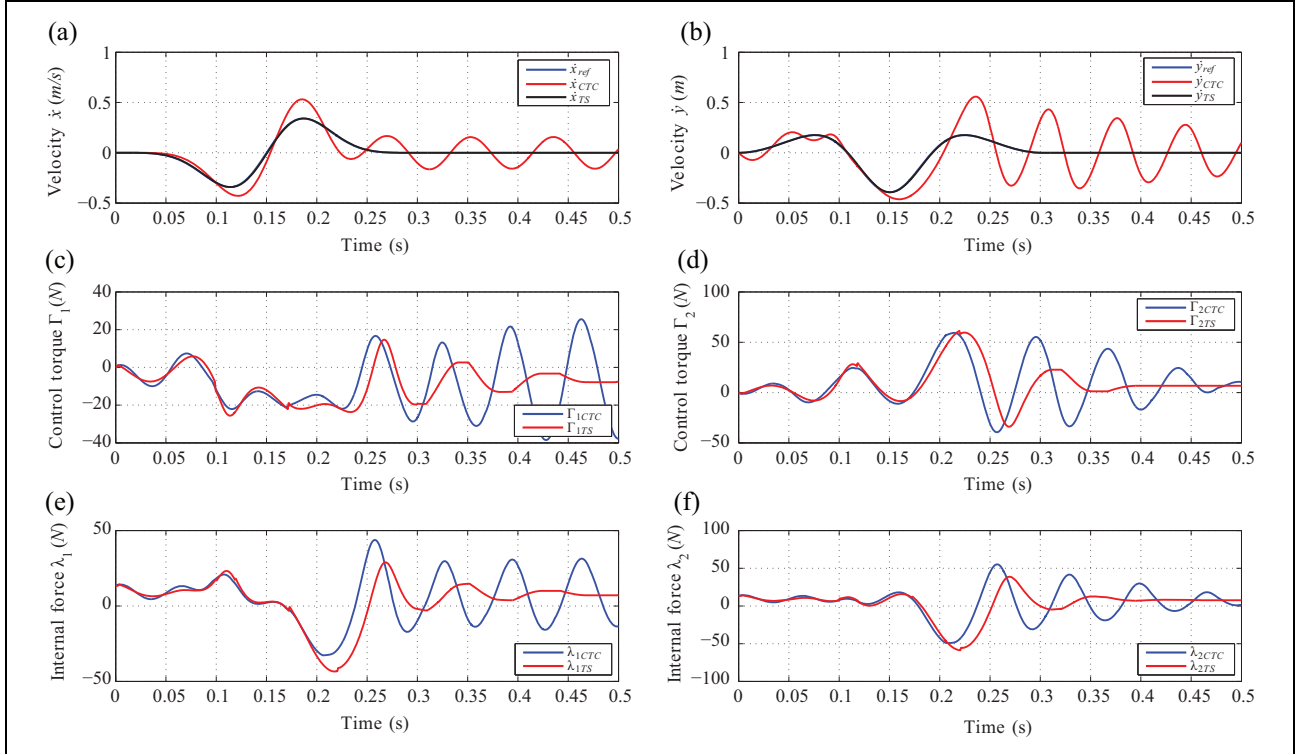 (a)
Velocity ẋ (m/s)
1
0.5
0
−0.5
ẋref
ẋCTC
ẋTS
0 0.05 0.1 0.15 0.2 0.25 0.3 0.35 0.4 0.45 0.5
Time (s)
(b)
Velocity ẏ (m)
1
0.5
0
−0.5
ẏref
ẏCTC
ẏTS
0 0.05 0.1 0.15 0.2 0.25 0.3 0.35 0.4 0.45 0.5
Time (s)
(c)
Control torque Γ1(N)
40
20
0
−20
−40
Γ1CTC
Γ1TS
0 0.05 0.1 0.15 0.2 0.25 0.3 0.35 0.4 0.45 0.5
Time (s)
(d)
Control torque Γ2(N)
100
50
0
−50
Γ2CTC
Γ2TS
0 0.05 0.1 0.15 0.2 0.25 0.3 0.35 0.4 0.45 0.5
Time (s)
(e)
Internal force λ1(N)
50
0
−50
λ1CTC
λ1TS
0 0.05 0.1 0.15 0.2 0.25 0.3 0.35 0.4 0.45 0.5
Time (s)
(f)
Internal force λ2(N)
100
50
0
−50
−100
λ2CTC
λ2TS
0 0.05 0.1 0.15 0.2 0.25 0.3 0.35 0.4 0.45 0.5
Time (s)